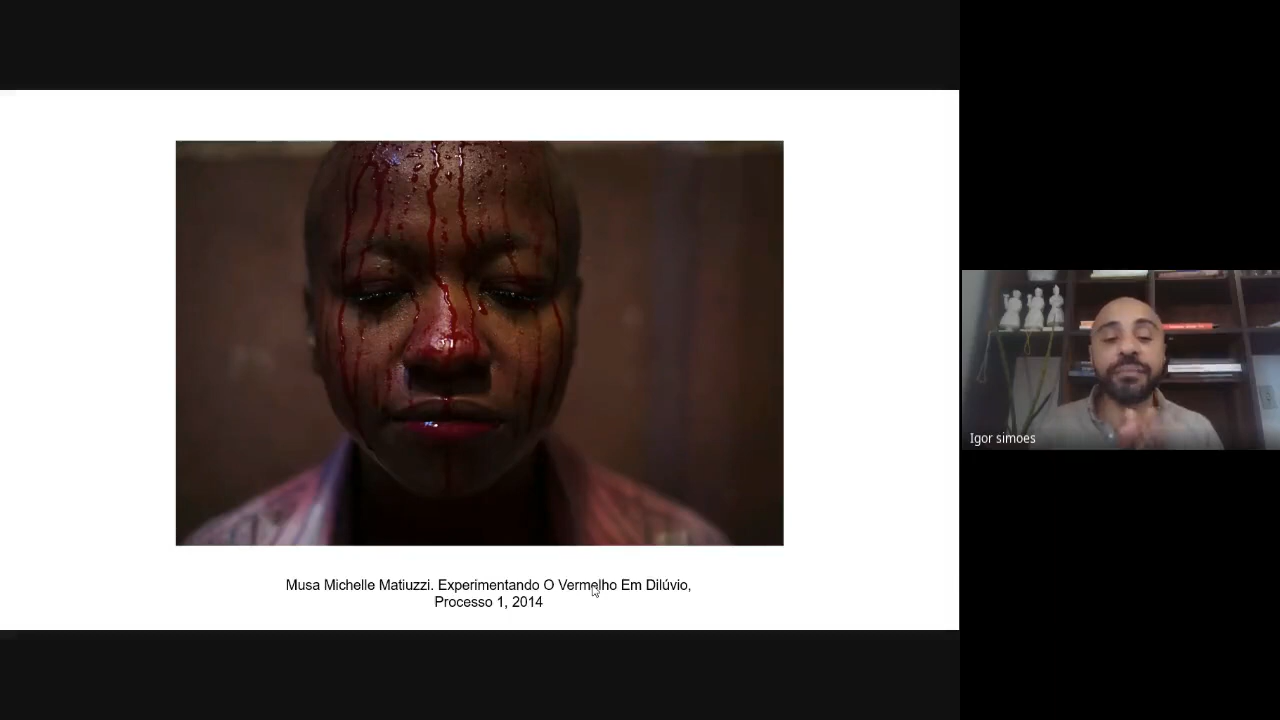 Musa Michelle Matiuzzi. Experimentando O Vermelho Em Dilúvio,
Processo 1, 2014
Igor simoes